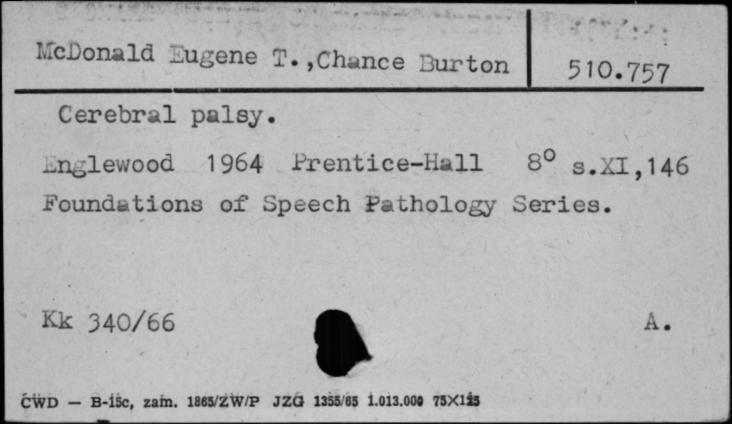 McDonald Eugene T.,Chance Burton
510.757
Cerebral palsy.
Englewood 1964 Prentice-Hall 8° s.XI,146
Foundations of Speech Pathology Series.
Kk 340/66 A.
CWD — B-15c, zam. 1865/ZW/P JZG 1355/65 1.013.000 75X125